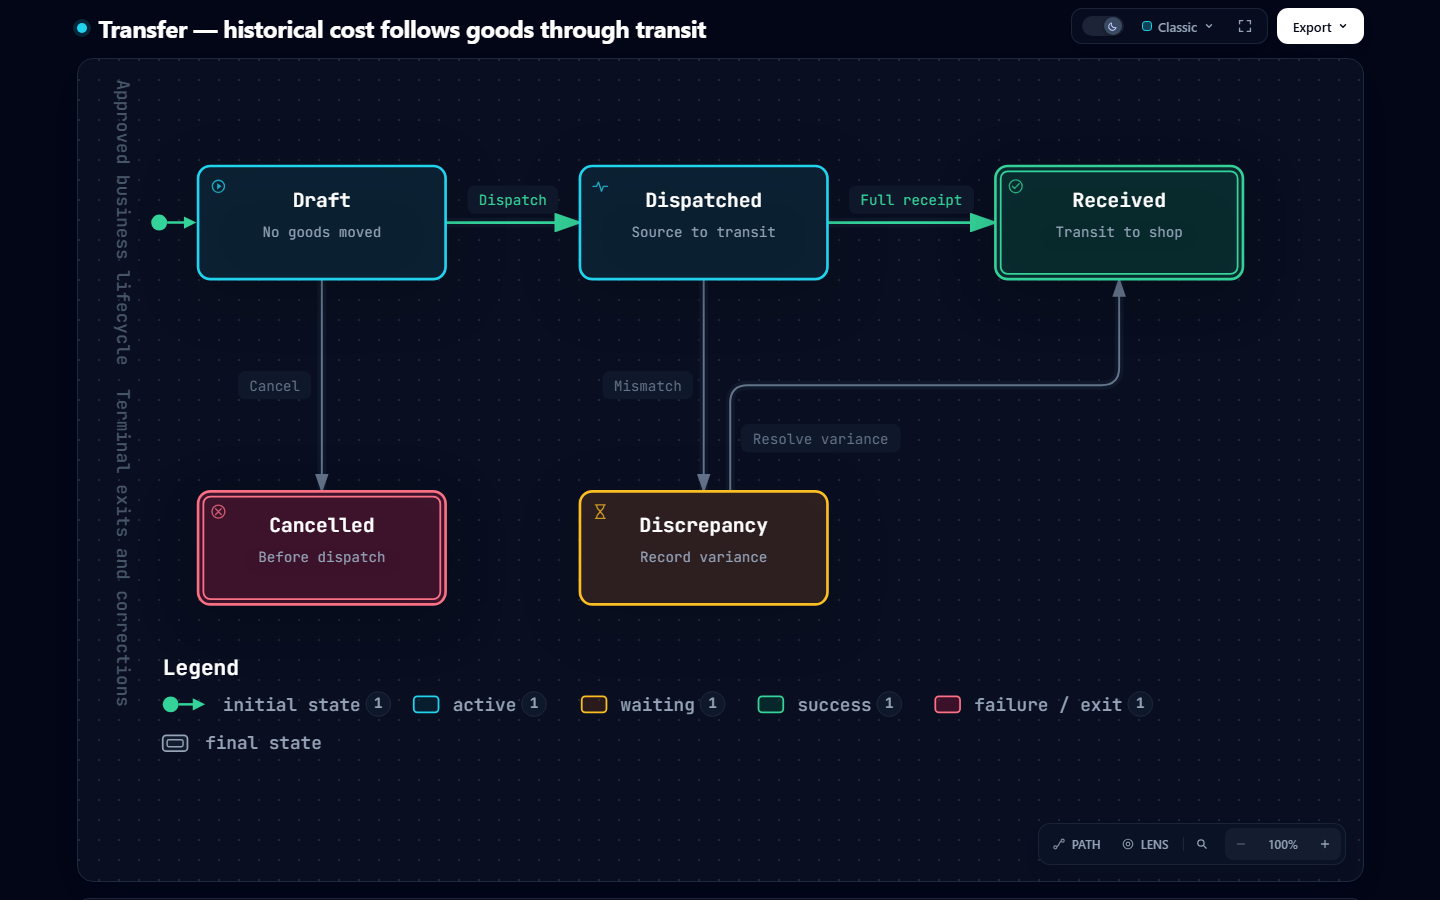 Transfer — historical cost follows goods through transit
Classic
Export
Approved business lifecycle
Terminal exits and corrections
Draft
No goods moved
Dispatch
Dispatched
Source to transit
Full receipt
Received
Transit to shop
Cancel
Mismatch
Resolve variance
Cancelled
Before dispatch
Discrepancy
Record variance
Legend
initial state 1
active 1
waiting 1
success 1
failure / exit 1
final state
PATH
LENS
− 100% +